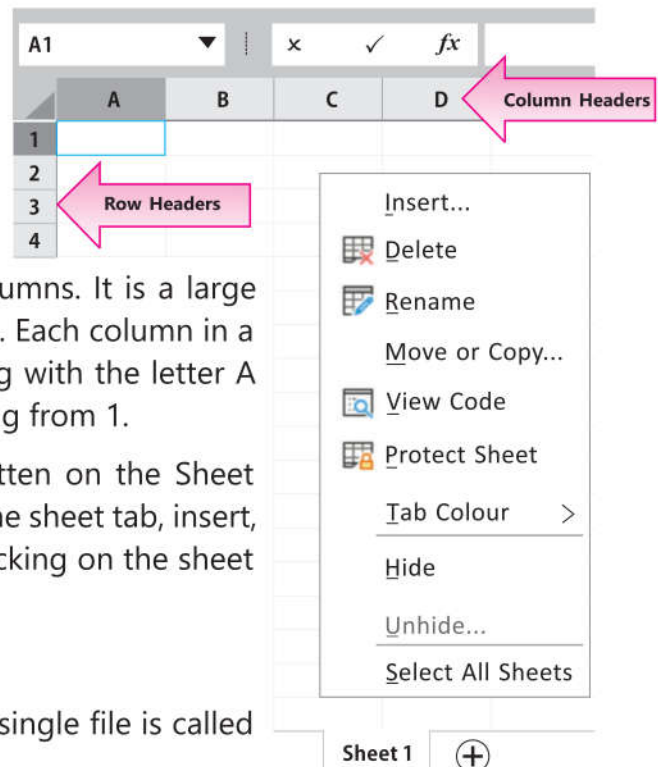 A1 × ✓ fx
A B C D Column Headers
1
2
3 Row Headers
4
Insert...
Delete
Rename
Move or Copy...
View Code
Protect Sheet
Tab Colour >
Hide
Unhide...
Select All Sheets
umns. It is a large
. Each column in a
g with the letter A
g from 1.
tten on the Sheet
he sheet tab, insert,
cking on the sheet
single file is called
Sheet 1